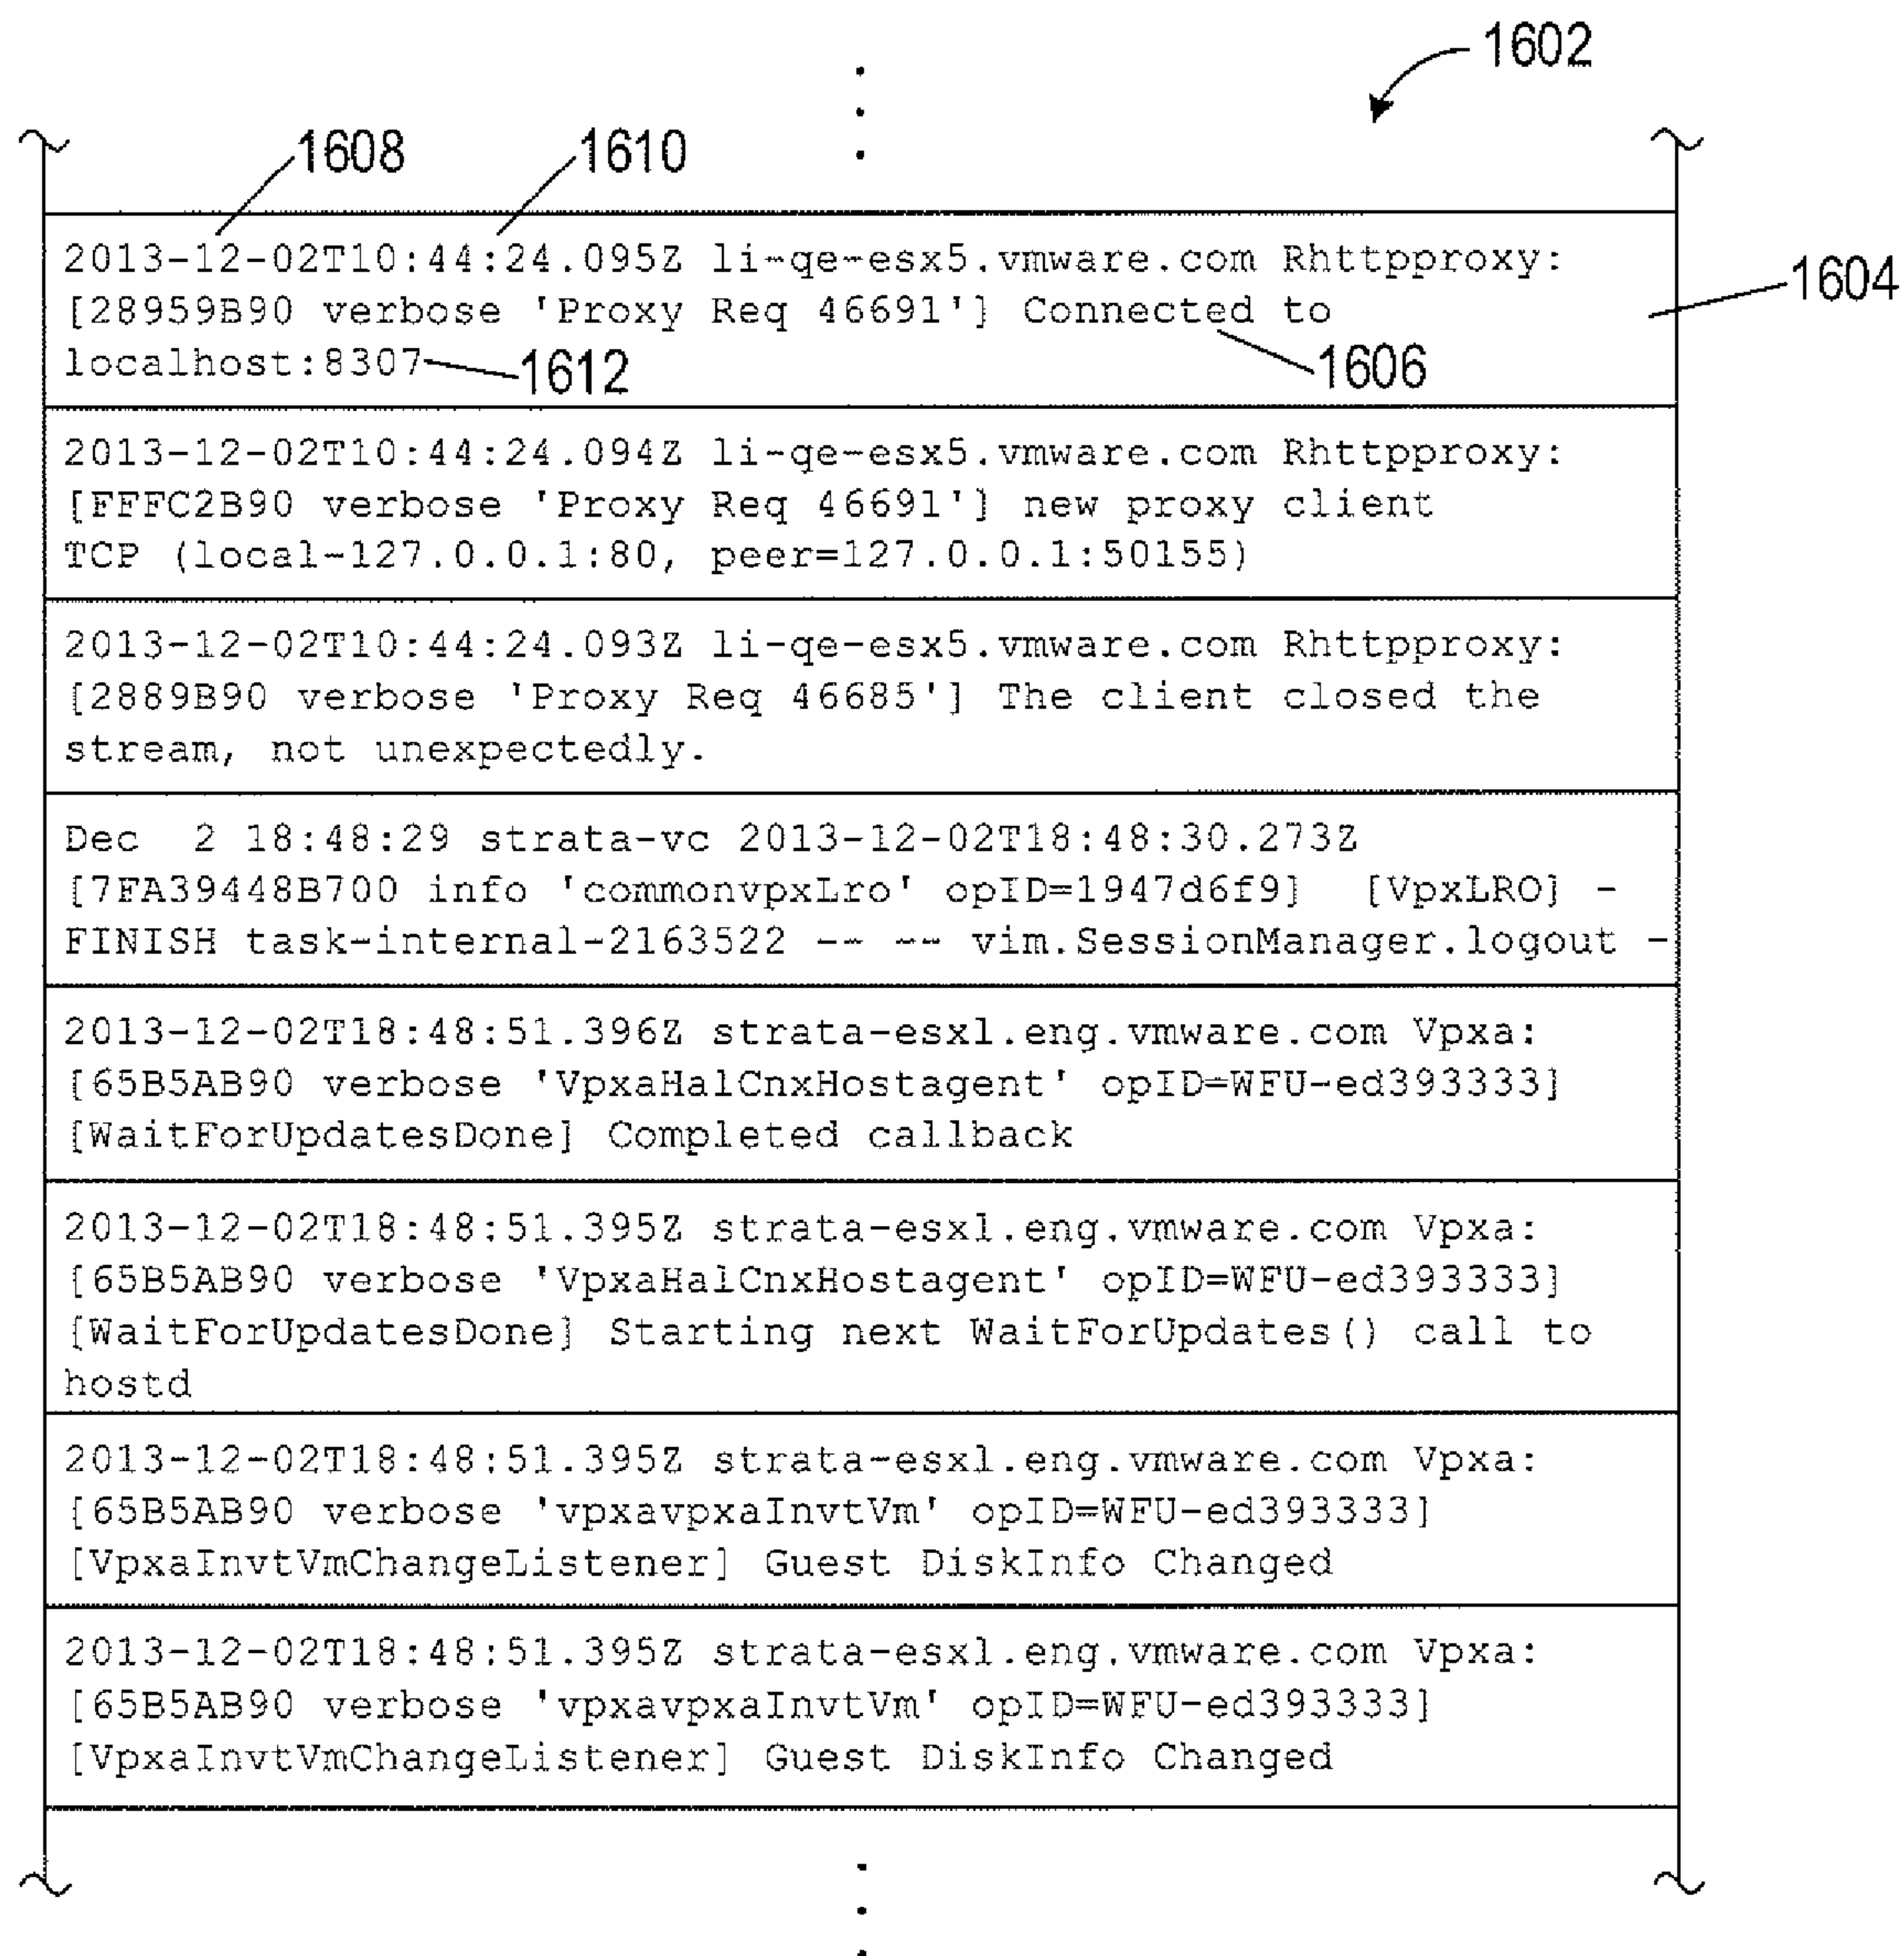 1602
1608
1610
2013-12-02T10:44:24.095Z li-qe-esx5.vmware.com Rhttpproxy:
[28959B90 verbose 'Proxy Req 46691'] Connected to
localhost:8307
1604
1612
1606
2013-12-02T10:44:24.094Z li-qe-esx5.vmware.com Rhttpproxy:
[FFFC2B90 verbose 'Proxy Req 46691'] new proxy client
TCP (local-127.0.0.1:80, peer=127.0.0.1:50155)
2013-12-02T10:44:24.093Z li-qe-esx5.vmware.com Rhttpproxy:
[2889B90 verbose 'Proxy Req 46685'] The client closed the
stream, not unexpectedly.
Dec  2 18:48:29 strata-vc 2013-12-02T18:48:30.273Z
[7FA39448B700 info 'commonvpxLro' opID=1947d6f9]  [VpxLRO] -
FINISH task-internal-2163522 -- -- vim.SessionManager.logout -
2013-12-02T18:48:51.396Z strata-esxl.eng.vmware.com Vpxa:
[65B5AB90 verbose 'VpxaHalCnxHostagent' opID=WFU-ed393333]
[WaitForUpdatesDone] Completed callback
2013-12-02T18:48:51.395Z strata-esxl.eng.vmware.com Vpxa:
[65B5AB90 verbose 'VpxaHalCnxHostagent' opID=WFU-ed393333]
[WaitForUpdatesDone] Starting next WaitForUpdates() call to
hostd
2013-12-02T18:48:51.395Z strata-esxl.eng.vmware.com Vpxa:
[65B5AB90 verbose 'vpxavpxaInvtVm' opID=WFU-ed393333]
[VpxaInvtVmChangeListener] Guest DiskInfo Changed
2013-12-02T18:48:51.395Z strata-esxl.eng.vmware.com Vpxa:
[65B5AB90 verbose 'vpxavpxaInvtVm' opID=WFU-ed393333]
[VpxaInvtVmChangeListener] Guest DiskInfo Changed